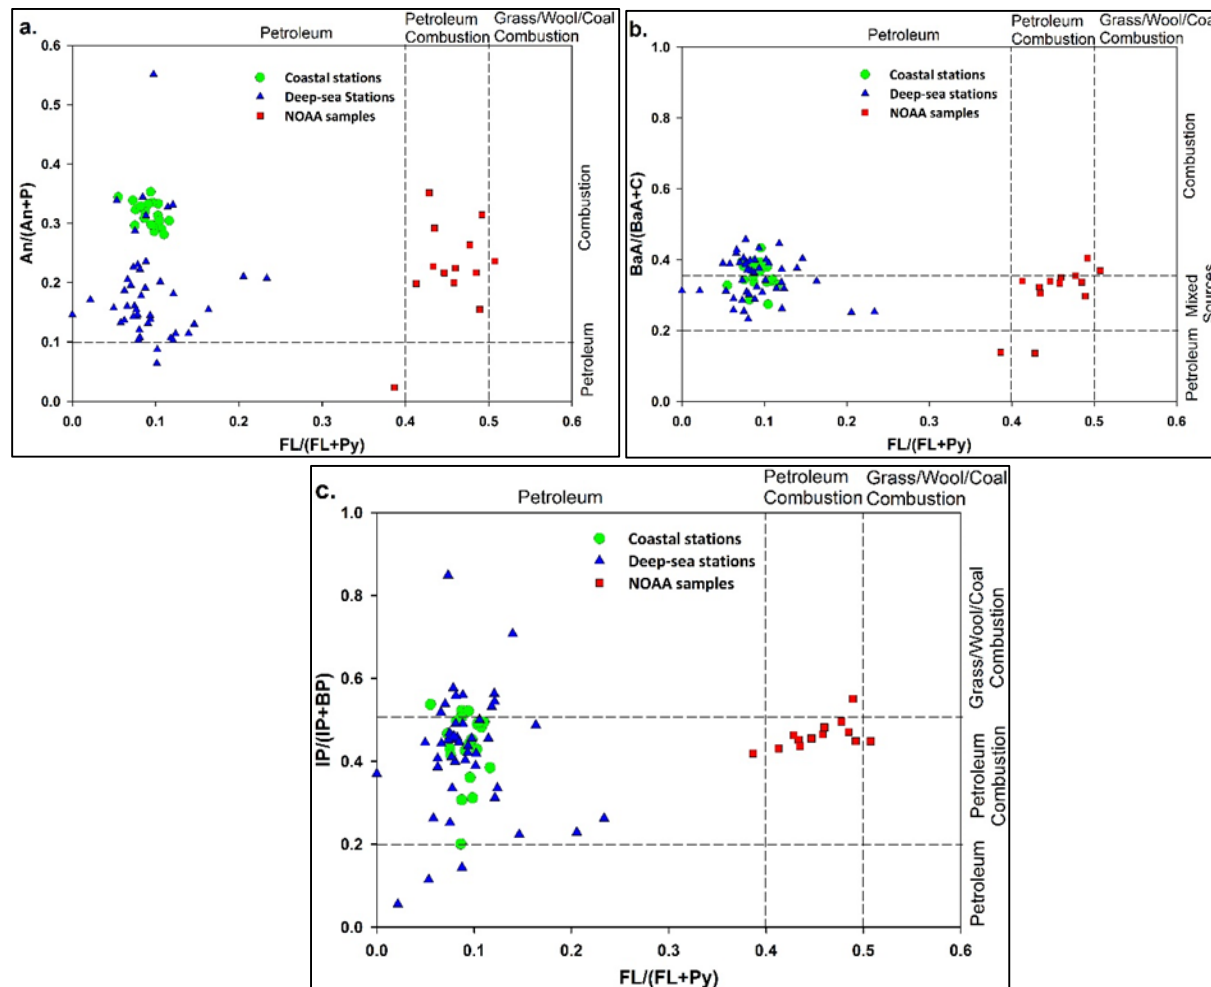 a.
Petroleum
Petroleum
Combustion
Grass/Wool/Coal
Combustion
0.6
0.5
0.4
0.3
0.2
0.1
0.0
An/(An+P)
Coastal stations
Deep-sea Stations
NOAA samples
Combustion
Petroleum
0.0 0.1 0.2 0.3 0.4 0.5 0.6
FL/(FL+Py)
b.
Petroleum
Petroleum
Combustion
Grass/Wool/Coal
Combustion
1.0
0.8
0.6
0.4
0.2
0.0
BaA/(BaA+C)
Coastal stations
Deep-sea stations
NOAA samples
Combustion
Mixed
Sources
Petroleum
0.0 0.1 0.2 0.3 0.4 0.5 0.6
FL/(FL+Py)
c.
Petroleum
Petroleum
Combustion
Grass/Wool/Coal
Combustion
1.0
0.8
0.6
0.4
0.2
0.0
IP/(IP+BP)
Coastal stations
Deep-sea stations
NOAA samples
Grass/Wool/Coal
Combustion
Petroleum
Combustion
Petroleum
0.0 0.1 0.2 0.3 0.4 0.5 0.6
FL/(FL+Py)